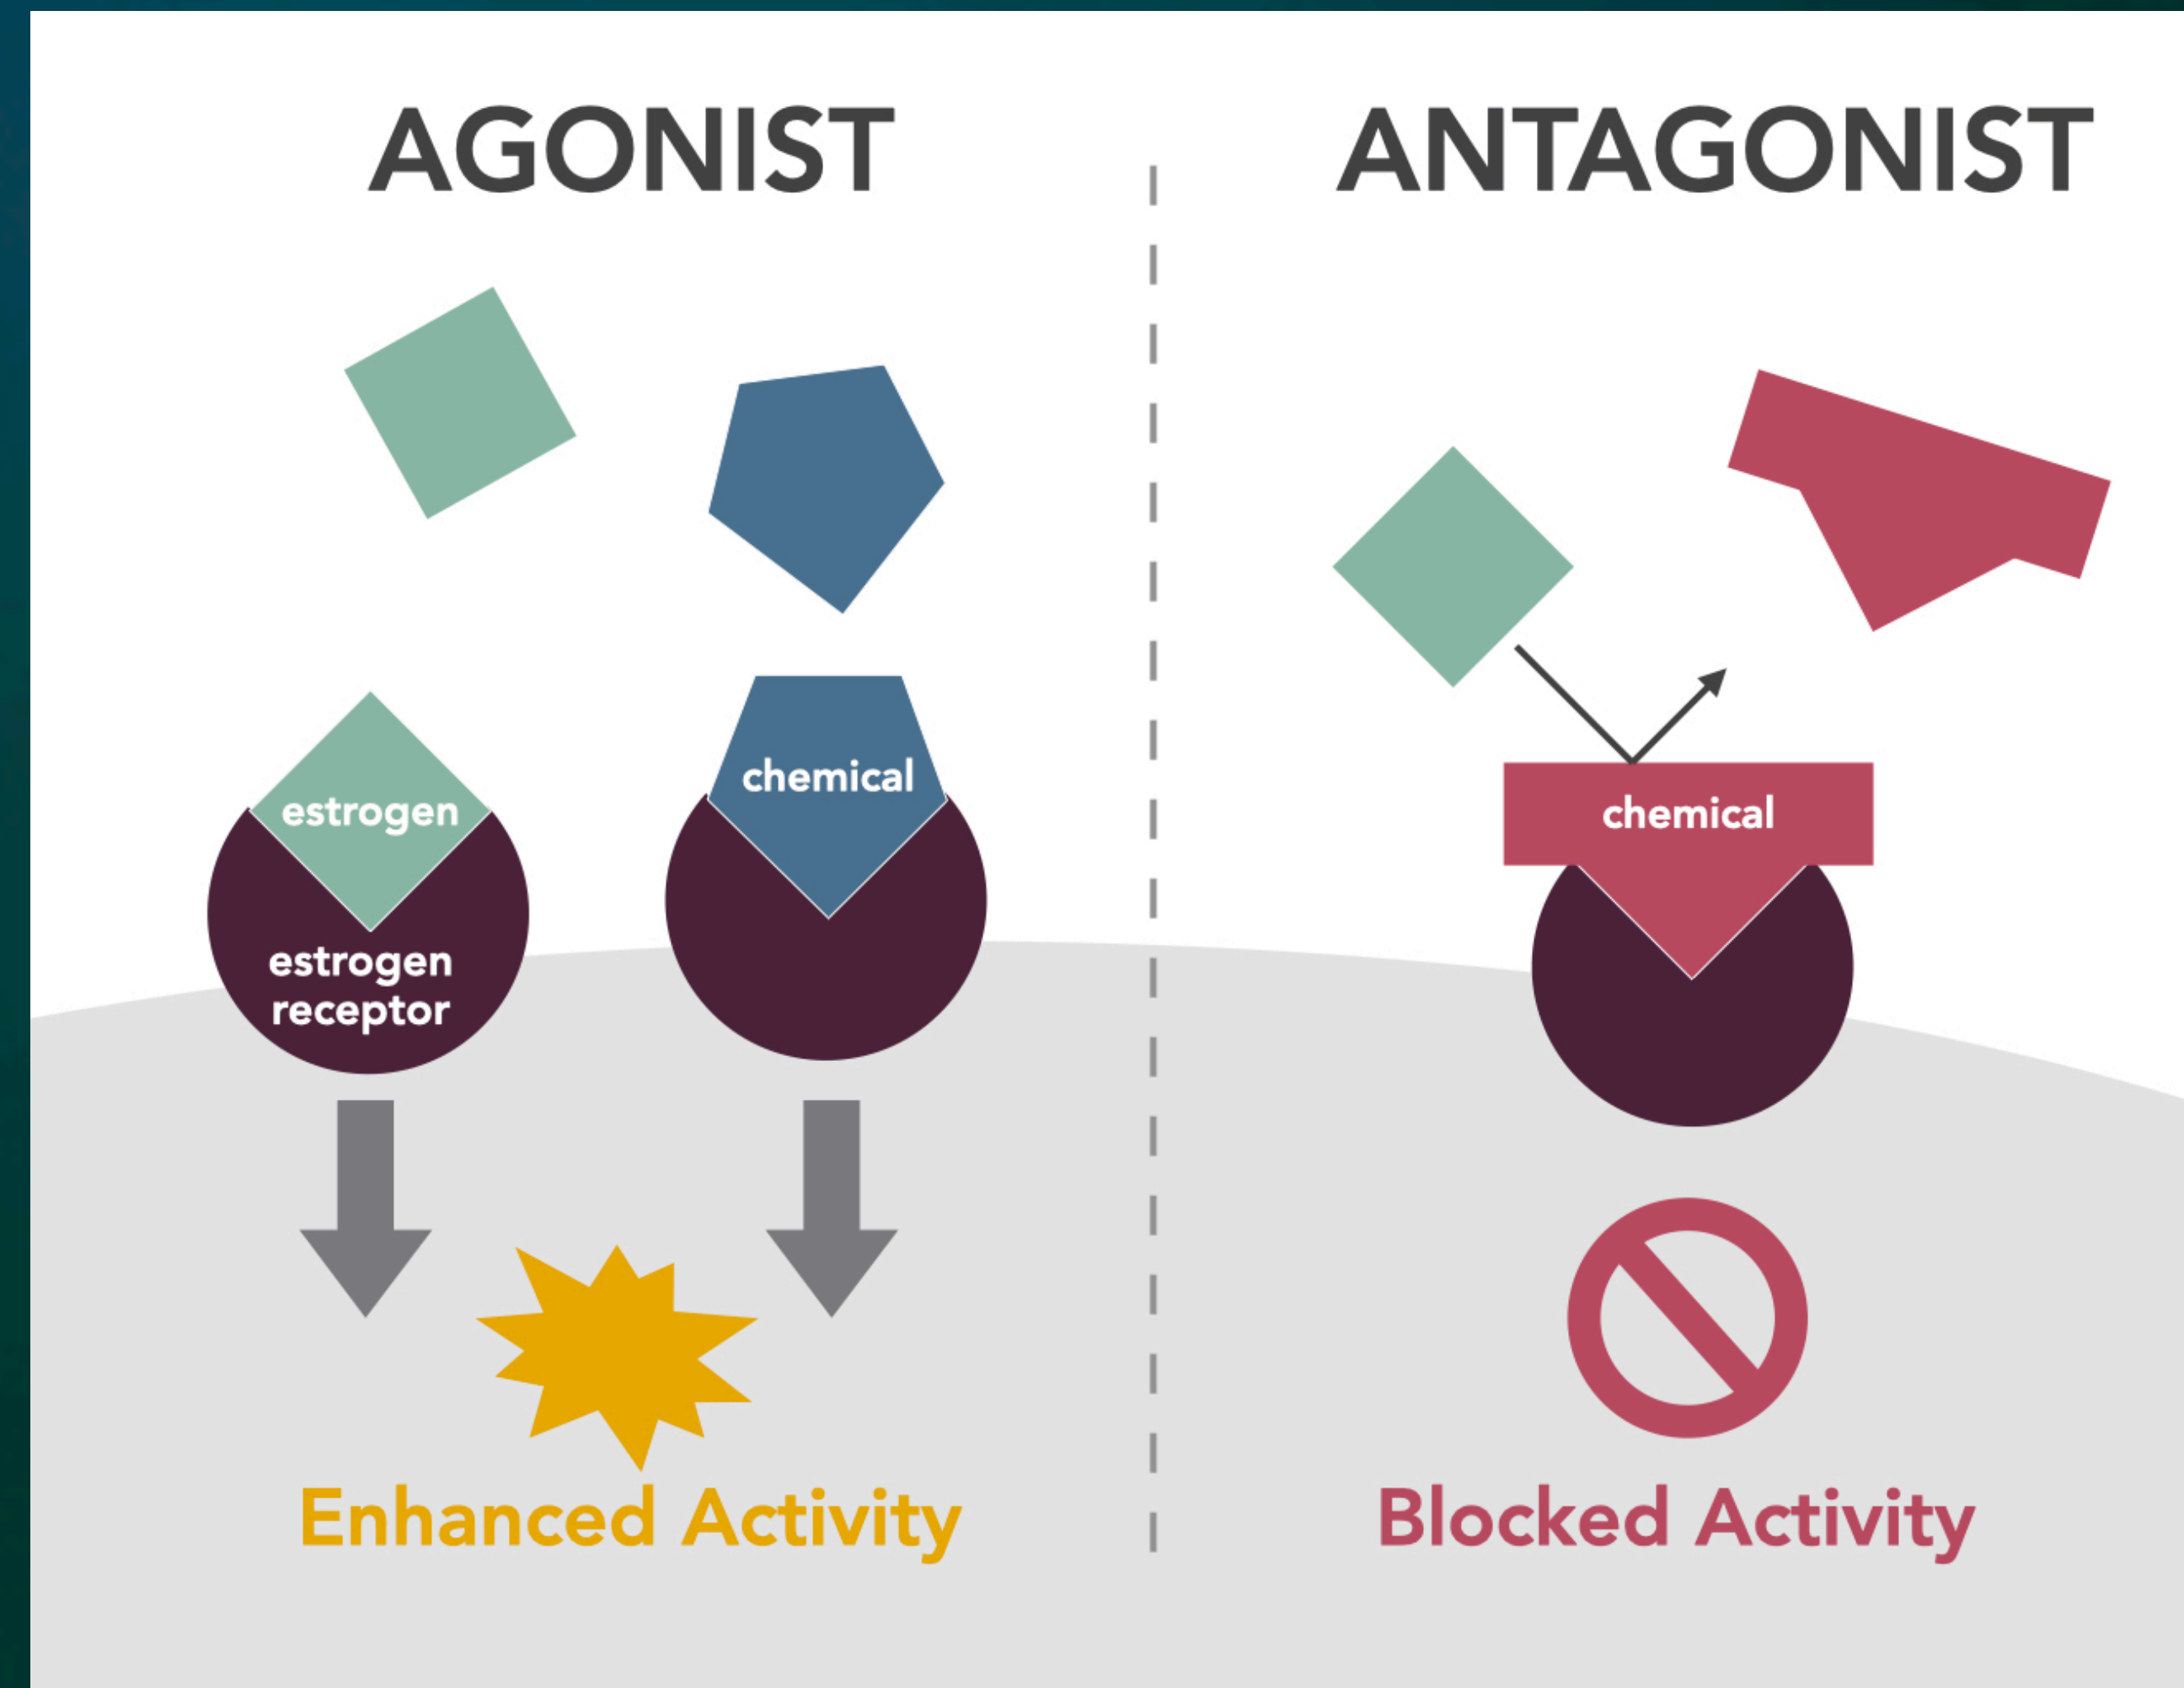 AGONIST
ANTAGONIST
estrogen
estrogen
receptor
chemical
chemical
Enhanced Activity
Blocked Activity